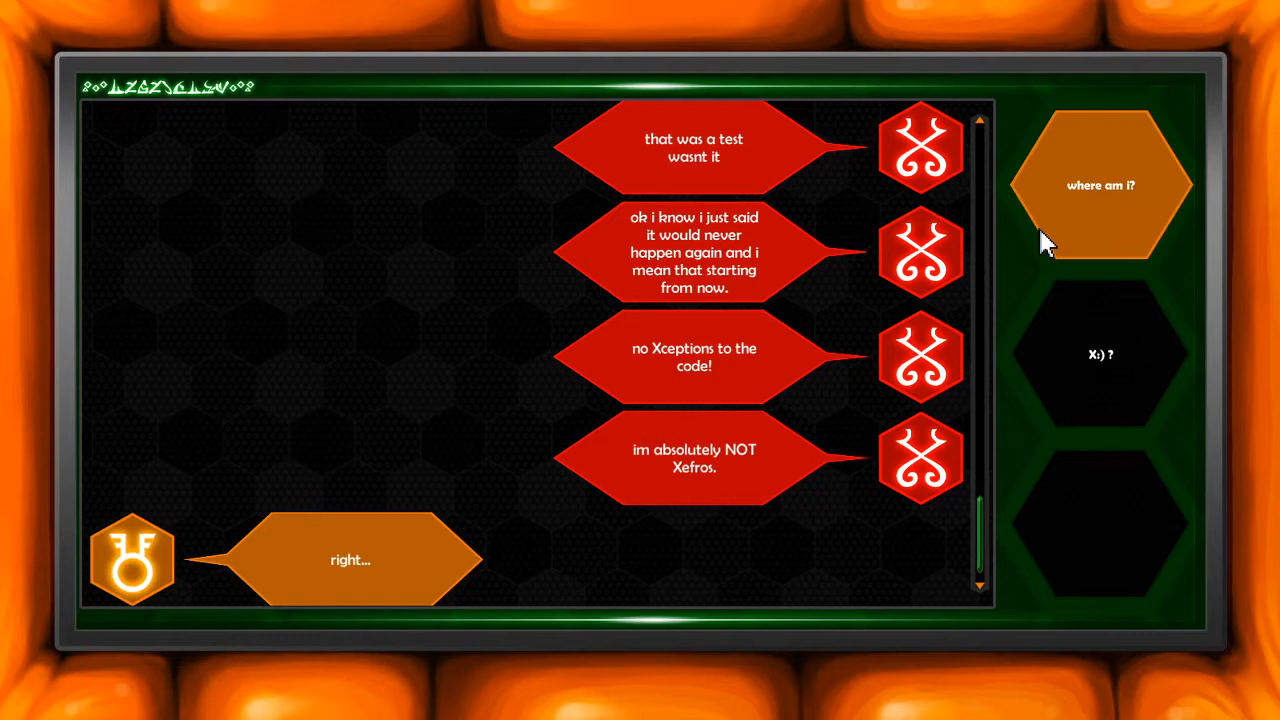 that was a test
wasnt it
ok i know i just said
it would never
happen again and i
mean that starting
from now.
no Xceptions to the
code!
im absolutely NOT
Xefros.
right...
where am i?
X:) ?